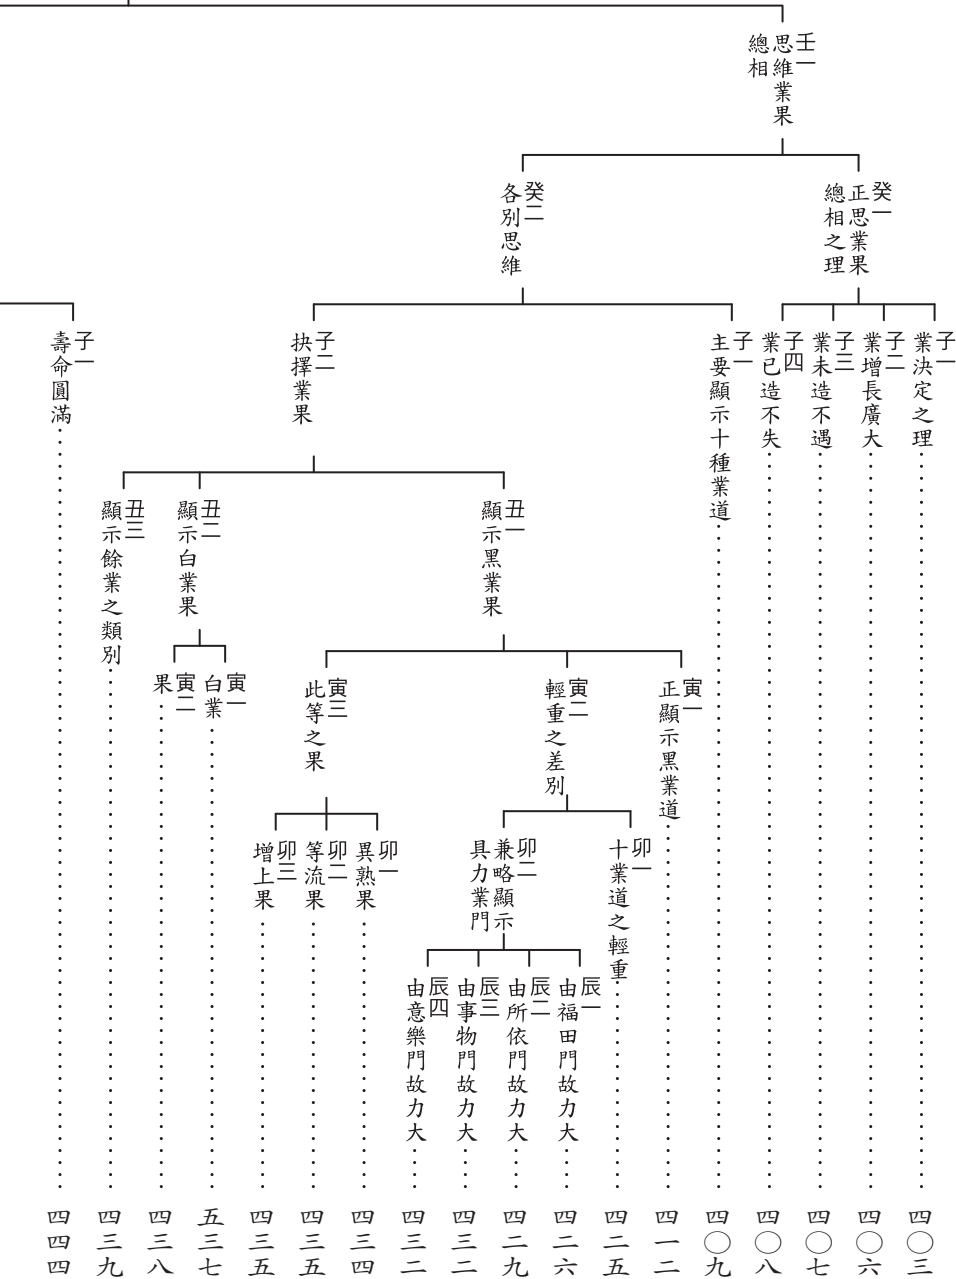 壬一
思維業果
總相
癸一
正思業果
總相之理
子一
業決定之理
四〇三
子二
業增長廣大
四〇六
子三
業未造不遇
四〇七
子四
業已造不失
四〇八
癸二
各別思維
子一
主要顯示十種業道
四〇九
子二
抉擇業果
丑一
顯示黑業果
寅一
正顯示黑業道
四一二
寅二
輕重之差別
卯一
十業道之輕重
四二五
卯二
兼略顯示
具力業門
辰一
由福田門故力大
四二六
辰二
由所依門故力大
四二九
辰三
由事物門故力大
四三二
辰四
由意樂門故力大
四三二
寅三
此等之果
卯一
異熟果
四三四
卯二
等流果
四三五
卯三
增上果
四三五
丑二
顯示白業果
寅一
白業
五三七
寅二
果
四三八
丑三
顯示餘業之類別
四三九
子一
壽命圓滿
四四四